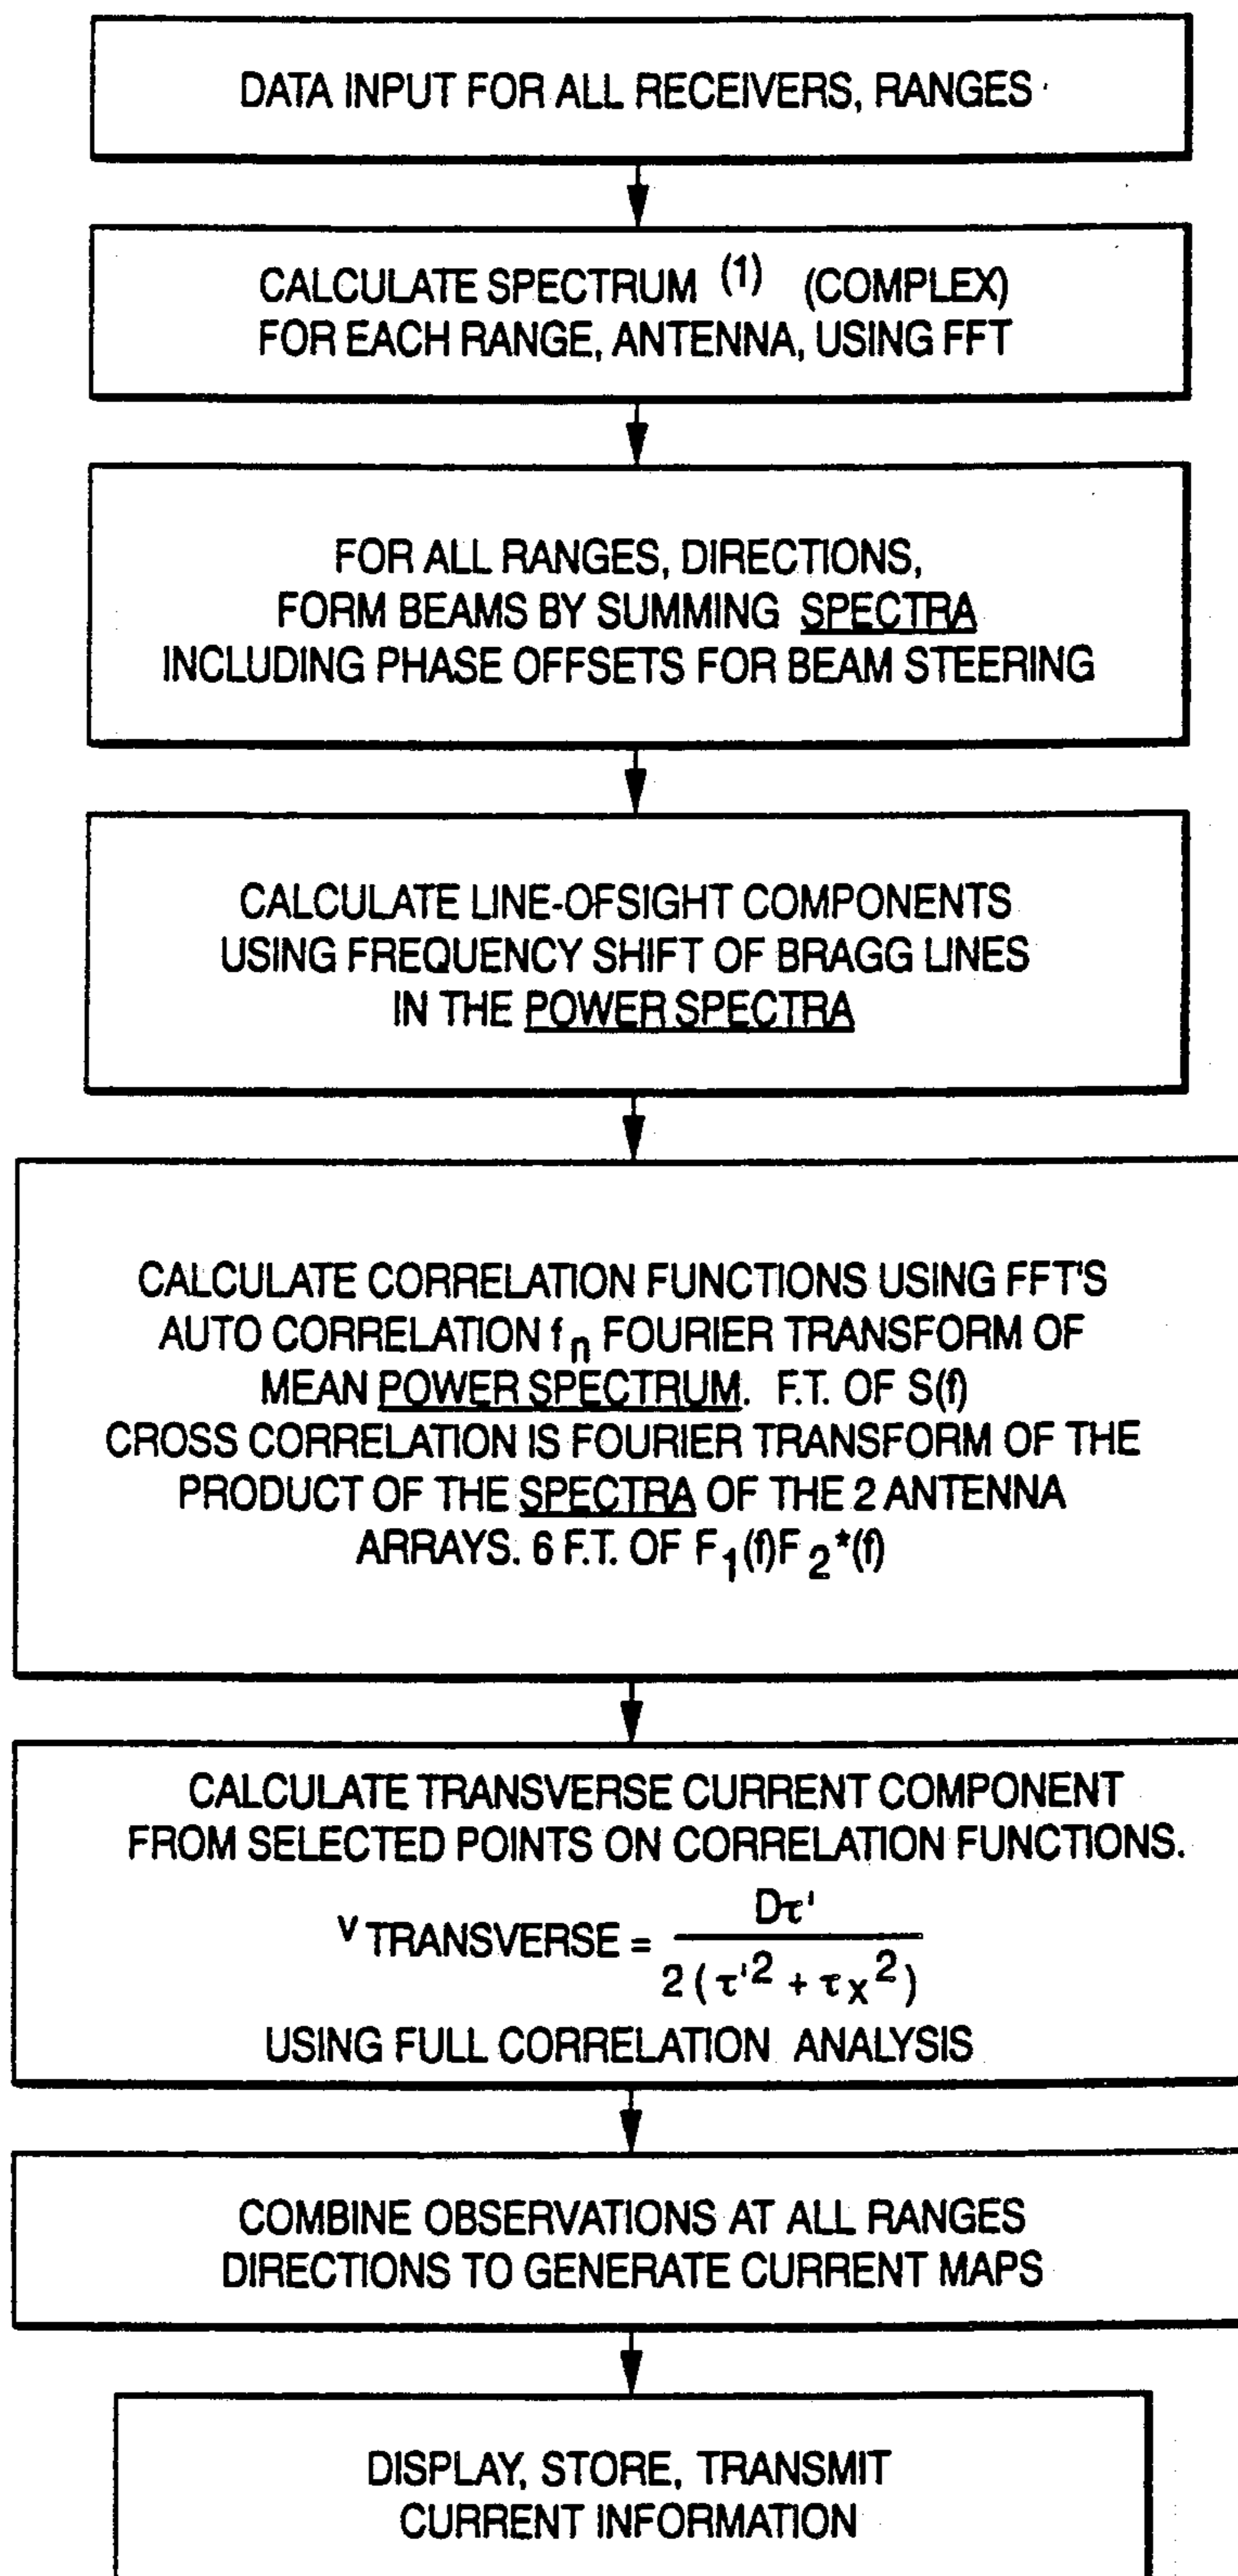 DATA INPUT FOR ALL RECEIVERS, RANGES
CALCULATE SPECTRUM (1) (COMPLEX)
FOR EACH RANGE, ANTENNA, USING FFT
FOR ALL RANGES, DIRECTIONS,
FORM BEAMS BY SUMMING SPECTRA
INCLUDING PHASE OFFSETS FOR BEAM STEERING
CALCULATE LINE-OFSIGHT COMPONENTS
USING FREQUENCY SHIFT OF BRAGG LINES
IN THE POWER SPECTRA
CALCULATE CORRELATION FUNCTIONS USING FFT'S
AUTO CORRELATION fn FOURIER TRANSFORM OF
MEAN POWER SPECTRUM. F.T. OF S(f)
CROSS CORRELATION IS FOURIER TRANSFORM OF THE
PRODUCT OF THE SPECTRA OF THE 2 ANTENNA
ARRAYS. 6 F.T. OF F1(f)F2*(f)
CALCULATE TRANSVERSE CURRENT COMPONENT
FROM SELECTED POINTS ON CORRELATION FUNCTIONS.
V TRANSVERSE = Dτ' / 2(τ'2 + τx2)
USING FULL CORRELATION ANALYSIS
COMBINE OBSERVATIONS AT ALL RANGES
DIRECTIONS TO GENERATE CURRENT MAPS
DISPLAY, STORE, TRANSMIT
CURRENT INFORMATION